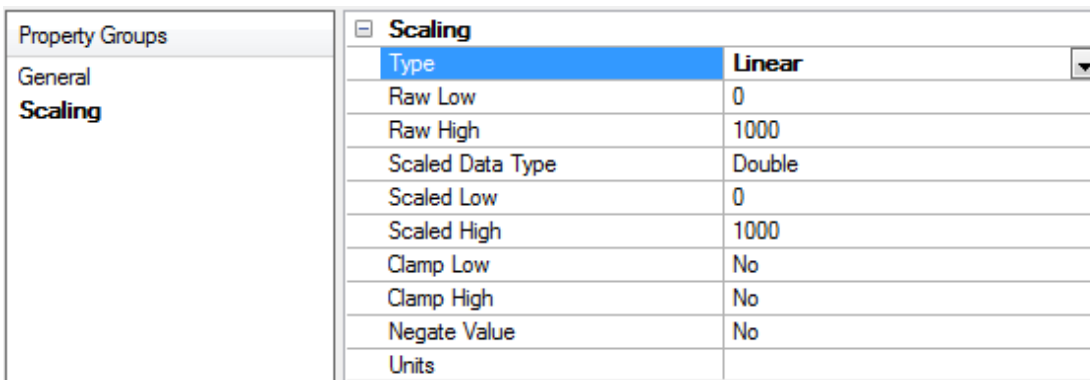 Property Groups
General
Scaling
Scaling
Type Linear
Raw Low 0
Raw High 1000
Scaled Data Type Double
Scaled Low 0
Scaled High 1000
Clamp Low No
Clamp High No
Negate Value No
Units